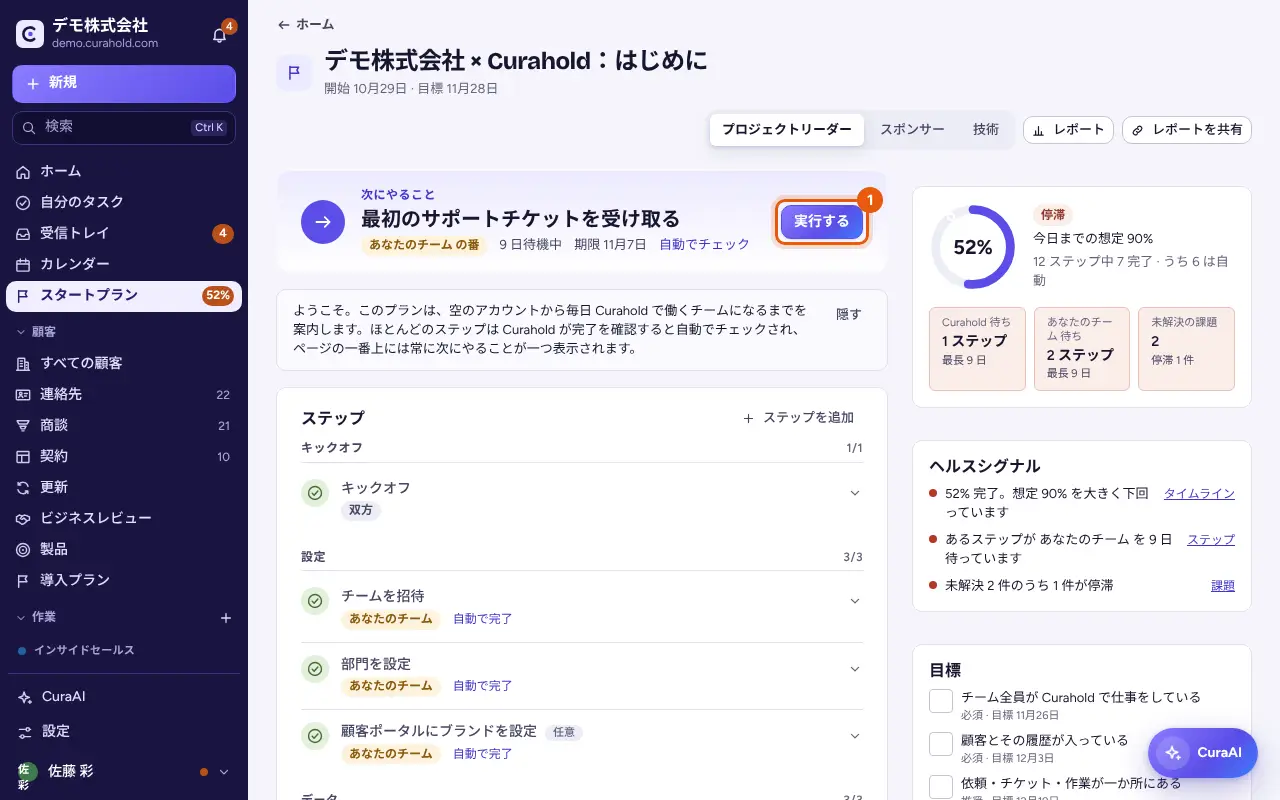 デモ株式会社
demo.curahold.com
4
新規
検索
Ctrl K
ホーム
自分のタスク
受信トレイ
4
カレンダー
スタートプラン
52%
顧客
すべての顧客
連絡先
22
商談
21
契約
10
更新
ビジネスレビュー
製品
導入プラン
作業
インサイドセールス
CuraAI
設定
佐彩
佐藤 彩
← ホーム
デモ株式会社 × Curahold：はじめに
開始 10月29日 · 目標 11月28日
プロジェクトリーダー
スポンサー
技術
レポート
レポートを共有
次にやること
最初のサポートチケットを受け取る
あなたのチーム の番
9 日待機中
期限 11月7日
自動でチェック
実行する
1
ようこそ。このプランは、空のアカウントから毎日 Curahold で働くチームになるまでを
案内します。ほとんどのステップは Curahold が完了を確認すると自動でチェックされ、
ページの一番上には常に次にやることが一つ表示されます。
隠す
ステップ
＋ ステップを追加
キックオフ
1/1
キックオフ
双方
設定
3/3
チームを招待
あなたのチーム
自動で完了
部門を設定
あなたのチーム
自動で完了
顧客ポータルにブランドを設定
任意
あなたのチーム
自動で完了
データ
52%
停滞
今日までの想定 90%
12 ステップ中 7 完了 · うち 6 は自
動
Curahold 待ち
1 ステップ
最長 9 日
あなたのチー
ム 待ち
2 ステップ
最長 9 日
未解決の課題
2
停滞 1 件
ヘルスシグナル
52% 完了。想定 90% を大きく下回
っています
タイムライン
あるステップが あなたのチーム を 9 日
待っています
ステップ
未解決 2 件のうち 1 件が停滞
課題
目標
チーム全員が Curahold で仕事をしている
必須 · 目標 11月26日
顧客とその履歴が入っている
必須 · 目標 12月3日
依頼・チケット・作業が一か所にある
CuraAI